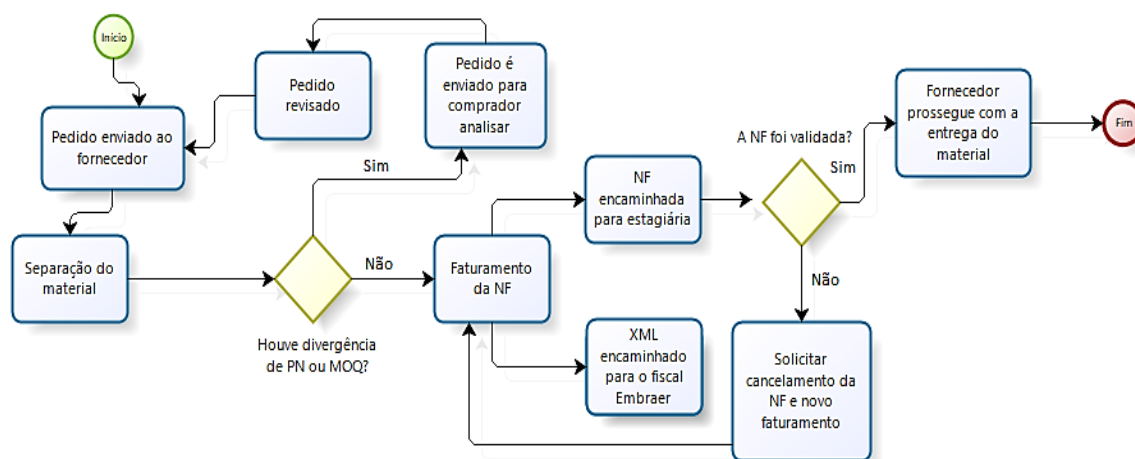 Início
Pedido enviado ao
fornecedor
Pedido
revisado
Pedido é
enviado para
comprador
analisar
Separação do
material
Houve divergência
de PN ou MOQ?
Sim
Não
Faturamento
da NF
NF
encaminhada
para estagiária
XML
encaminhado
para o fiscal
Embraer
A NF foi validada?
Sim
Não
Solicitar
cancelamento da
NF e novo
faturamento
Fornecedor
prossegue com a
entrega do
material
Fim